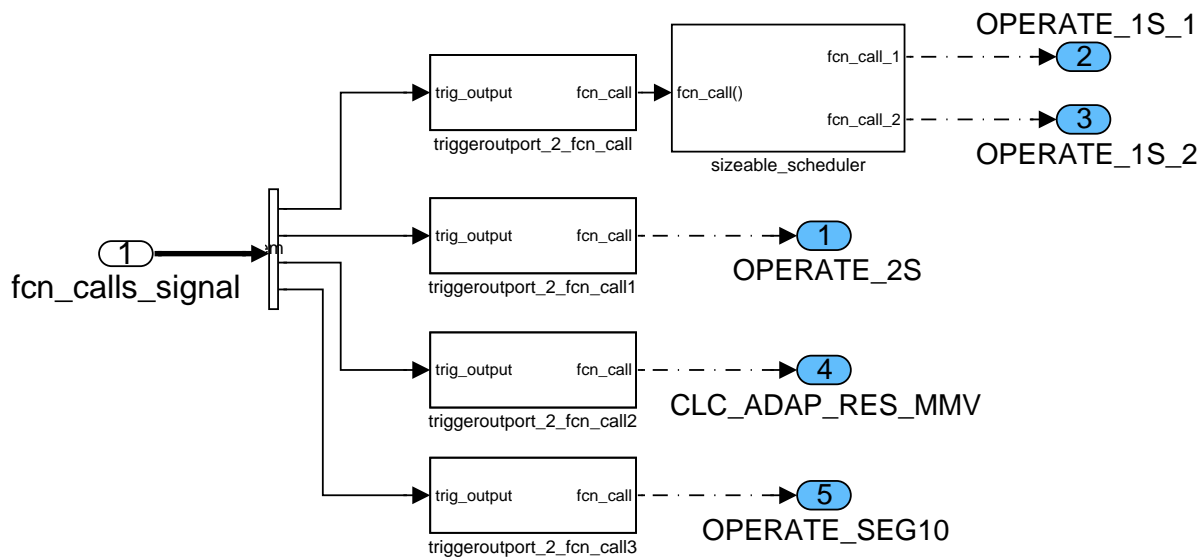 OPERATE_1S_1
fcn_call_1
2
trig_output
fcn_call
fcn_call()
fcn_call_2
3
triggeroutport_2_fcn_call
sizeable_scheduler
OPERATE_1S_2
1
fcn_calls_signal
trig_output
fcn_call
1
triggeroutport_2_fcn_call1
OPERATE_2S
trig_output
fcn_call
4
triggeroutport_2_fcn_call2
CLC_ADAP_RES_MMV
trig_output
fcn_call
5
triggeroutport_2_fcn_call3
OPERATE_SEG10